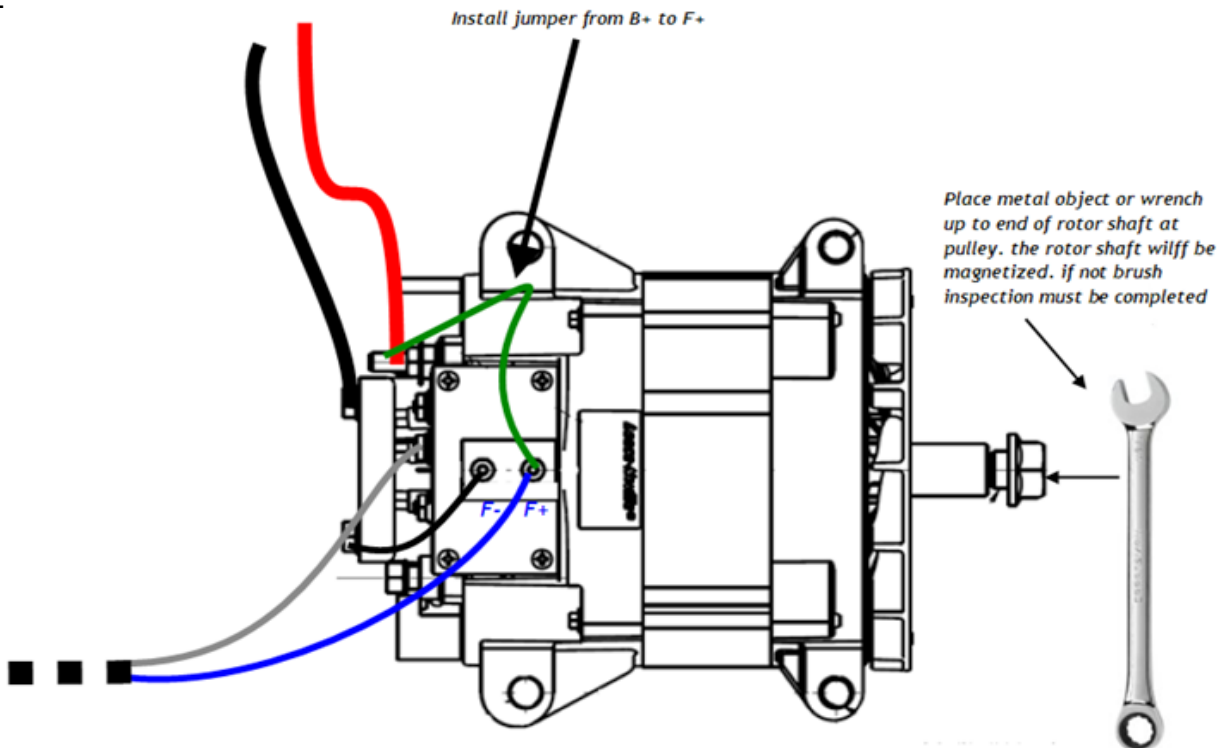 Install jumper from B+ to F+
Place metal object or wrench
up to end of rotor shaft at
pulley. the rotor shaft wilff be
magnetized. if not brush
inspection must be completed
F- F+